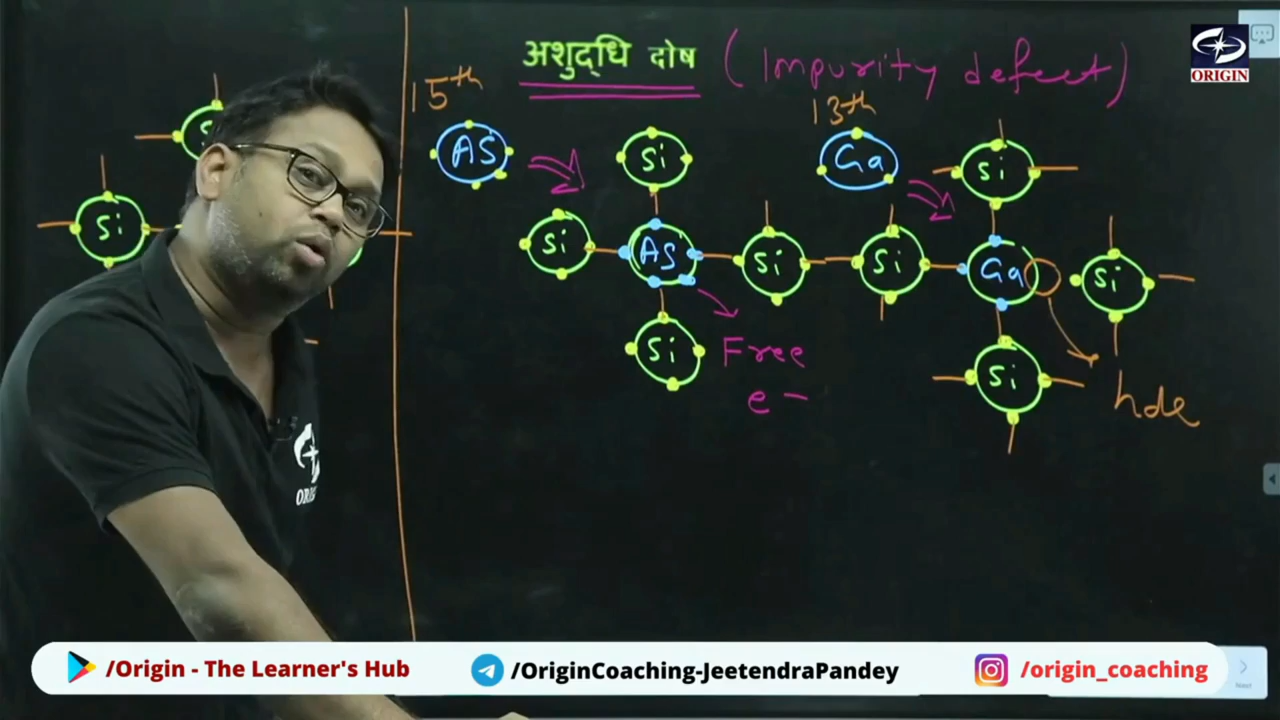 अशुद्धि दोष (Impurity defect)
ORIGIN
15th
13th
AS
Si
Ga
Si
Si
Si
AS
Si
Si
Ga
Si
Si
Free
e-
Si
hole
/Origin - The Learner's Hub
/OriginCoaching-JeetendraPandey
/origin_coaching
Next